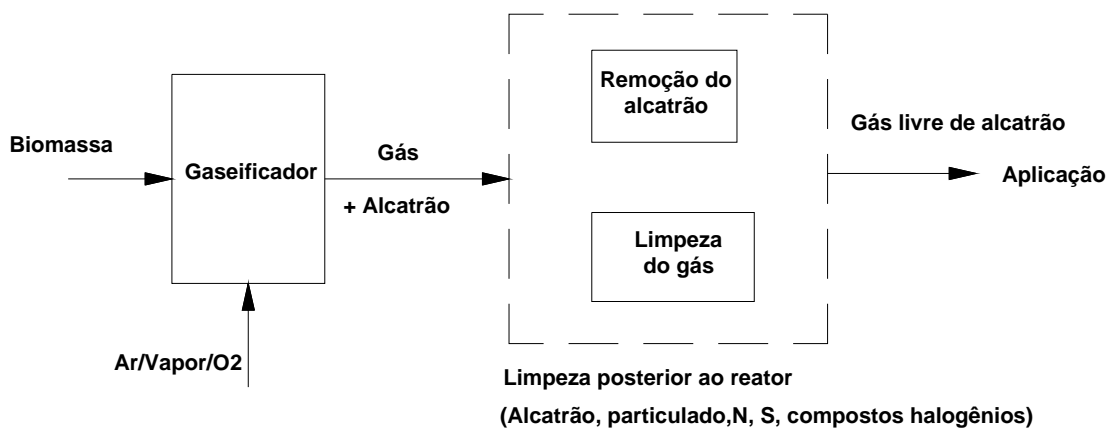 Biomassa
Gaseificador
Ar/Vapor/O2
Gás
+ Alcatrão
Remoção do
alcatrão
Limpeza
do gás
Gás livre de alcatrão
Aplicação
Limpeza posterior ao reator
(Alcatrão, particulado,N, S, compostos halogênios)